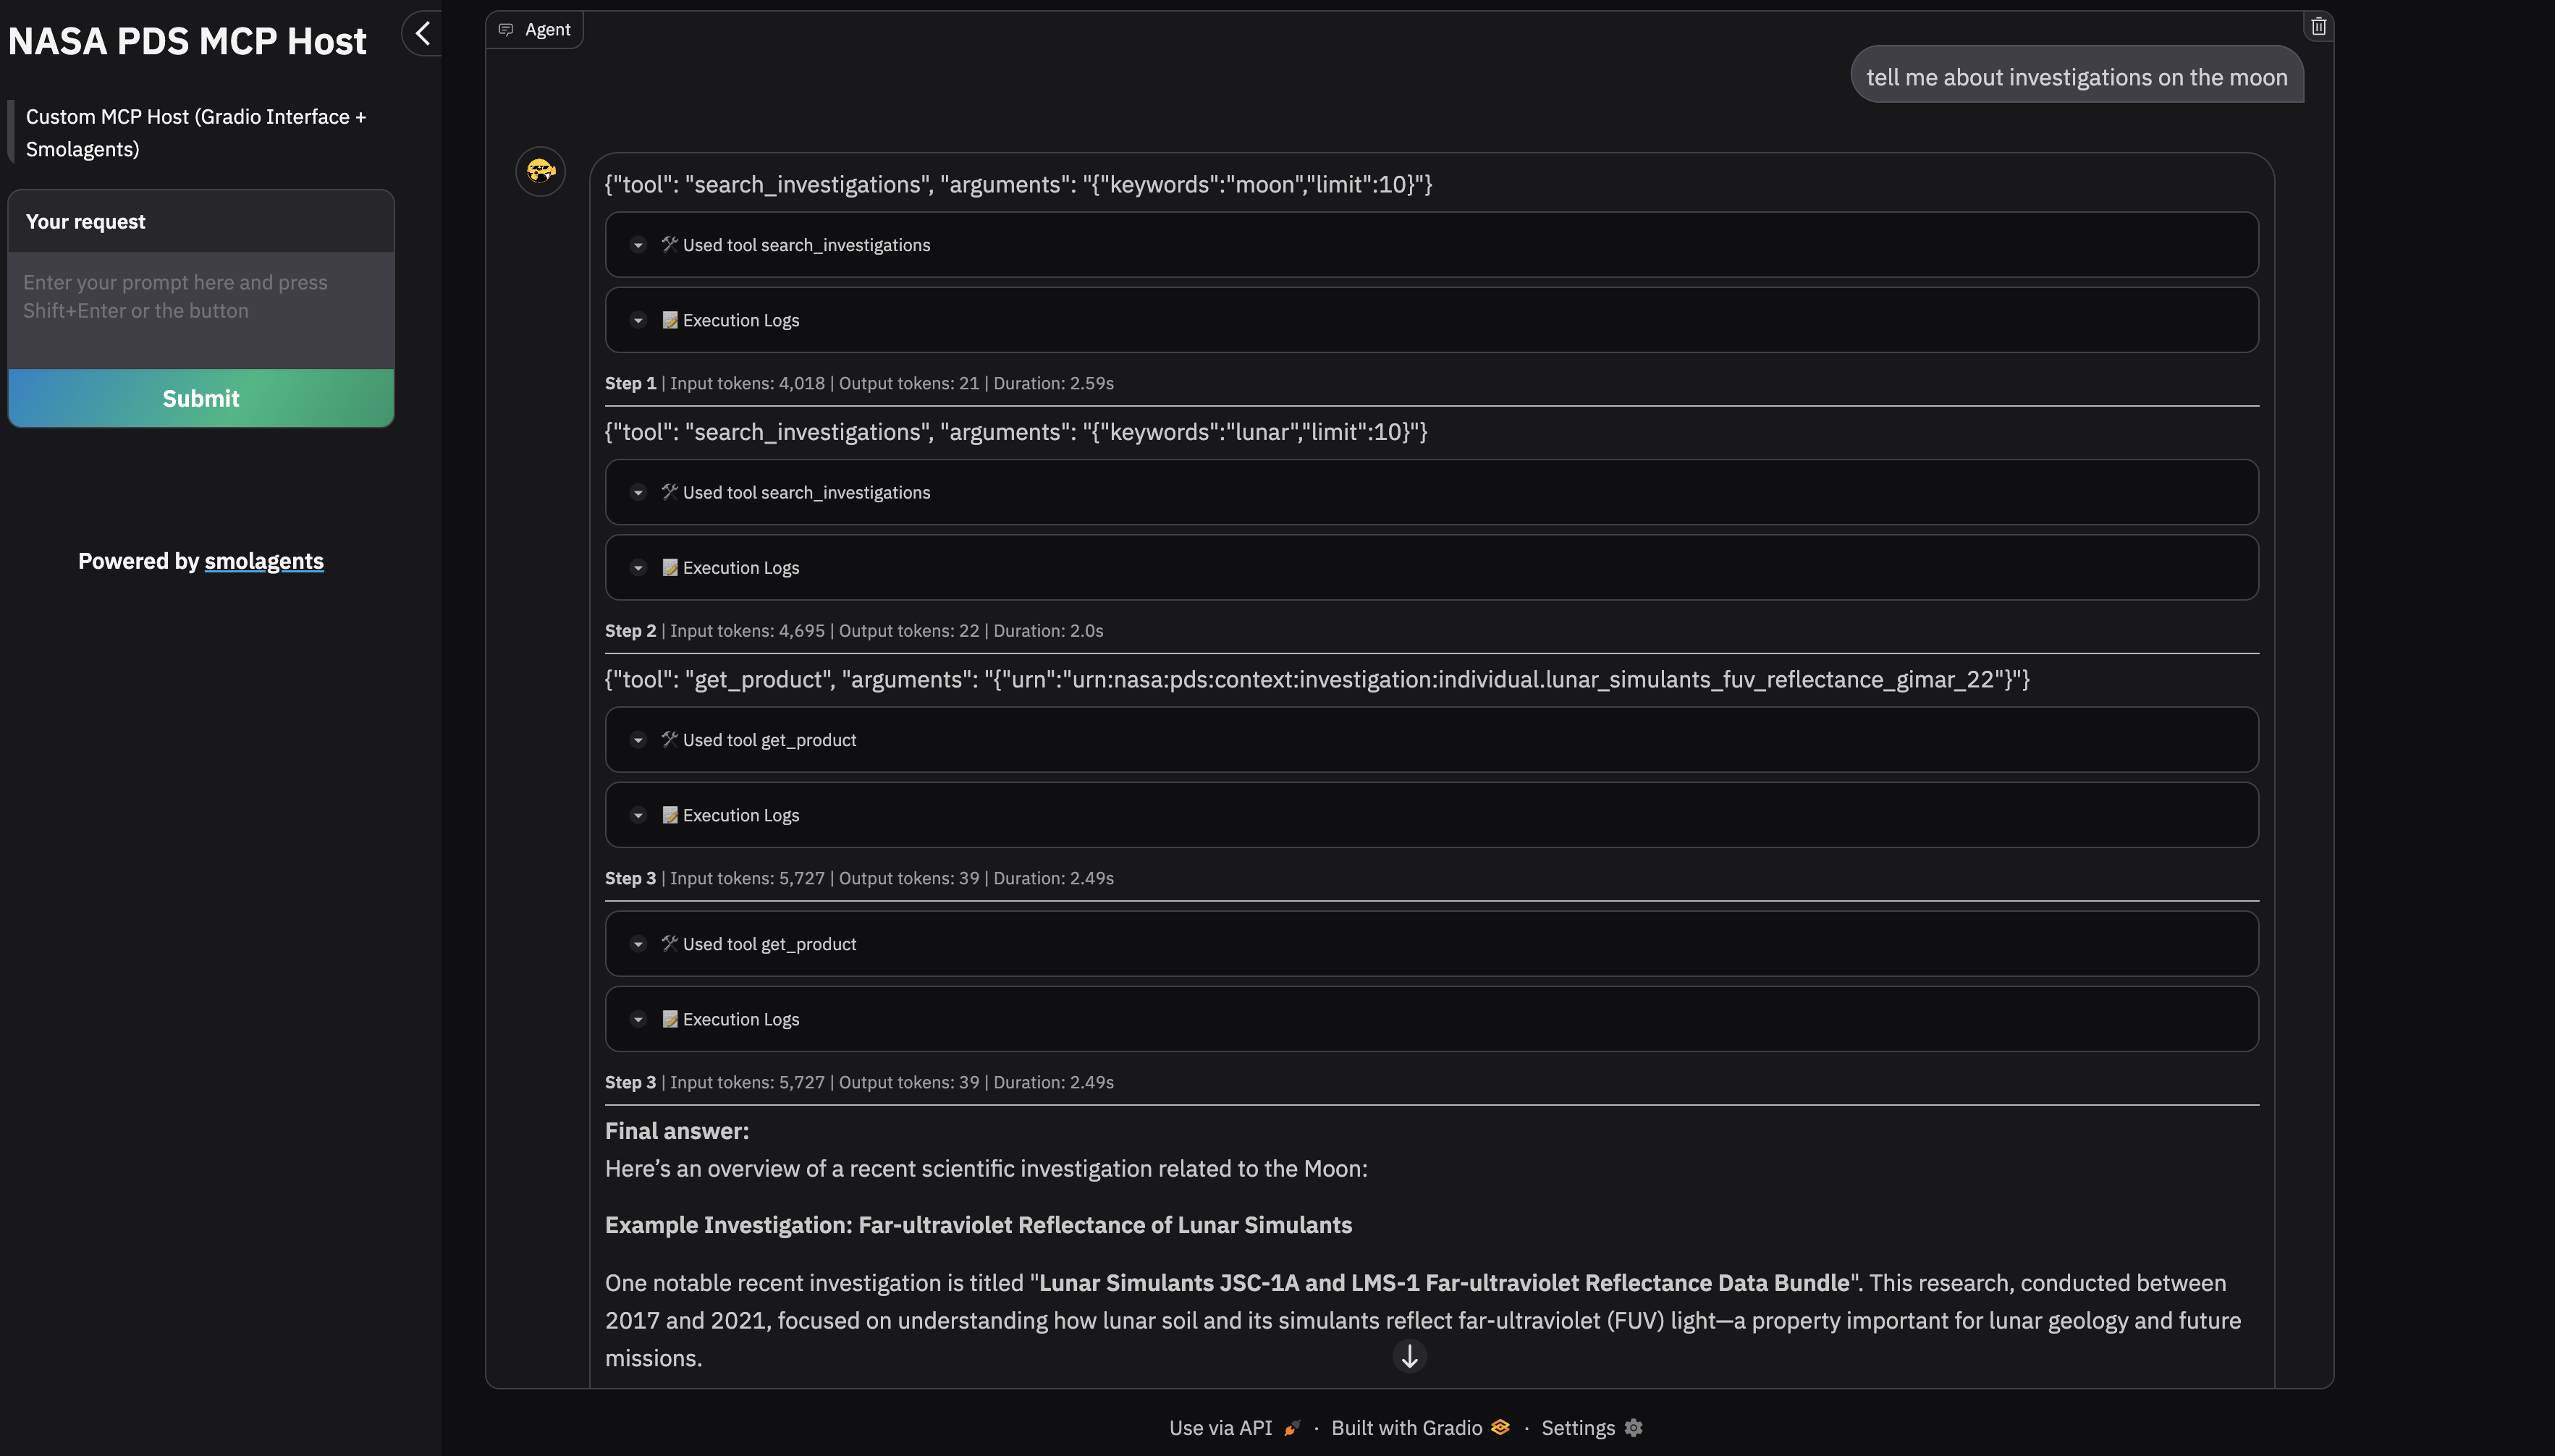 NASA PDS MCP Host
Custom MCP Host (Gradio Interface +
Smolagents)
Your request
Enter your prompt here and press
Shift+Enter or the button
Submit
Powered by smolagents
Agent
tell me about investigations on the moon
{"tool": "search_investigations", "arguments": "{"keywords":"moon","limit":10}"}
🛠️ Used tool search_investigations
📝 Execution Logs
Step 1 | Input tokens: 4,018 | Output tokens: 21 | Duration: 2.59s
{"tool": "search_investigations", "arguments": "{"keywords":"lunar","limit":10}"}
🛠️ Used tool search_investigations
📝 Execution Logs
Step 2 | Input tokens: 4,695 | Output tokens: 22 | Duration: 2.0s
{"tool": "get_product", "arguments": "{"urn":"urn:nasa:pds:context:investigation:individual.lunar_simulants_fuv_reflectance_gimar_22"}"}
🛠️ Used tool get_product
📝 Execution Logs
Step 3 | Input tokens: 5,727 | Output tokens: 39 | Duration: 2.49s
🛠️ Used tool get_product
📝 Execution Logs
Step 3 | Input tokens: 5,727 | Output tokens: 39 | Duration: 2.49s
Final answer:
Here’s an overview of a recent scientific investigation related to the Moon:
Example Investigation: Far-ultraviolet Reflectance of Lunar Simulants
One notable recent investigation is titled "Lunar Simulants JSC-1A and LMS-1 Far-ultraviolet Reflectance Data Bundle". This research, conducted between
2017 and 2021, focused on understanding how lunar soil and its simulants reflect far-ultraviolet (FUV) light—a property important for lunar geology and future
missions.
Use via API · Built with Gradio · Settings